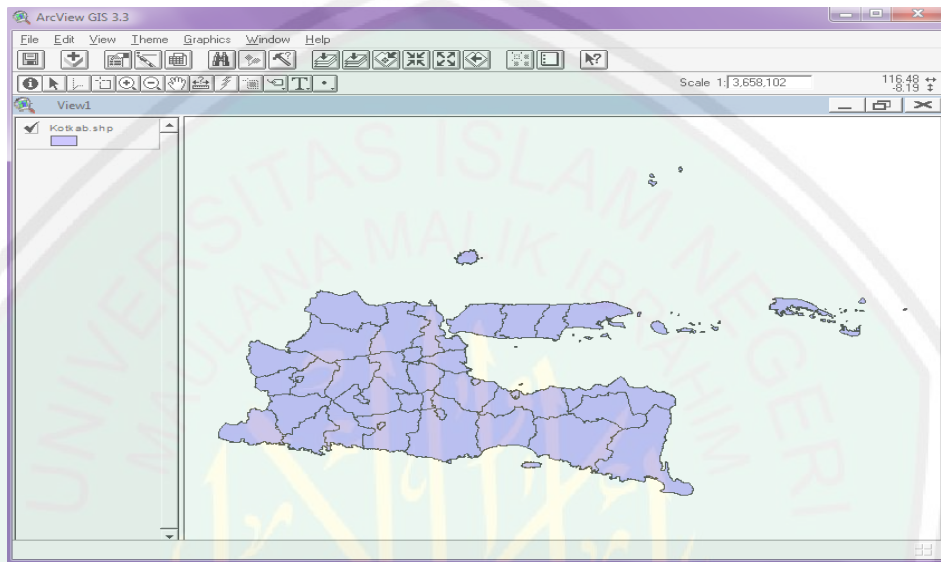 ArcView GIS 3.3
File Edit View Theme Graphics Window Help
Scale 1: 3,658,102
116.48
-8.19
View1
Kotkab.shp
UNIVERSITAS ISLAM NEGERI
MAULANA MALIK IBRAHIM